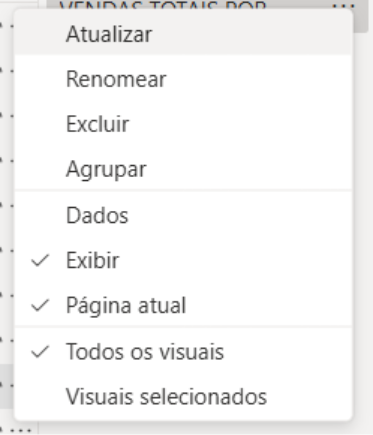 VENDAS TOTAIS POR ...
Atualizar
Renomear
Excluir
Agrupar
Dados
Exibir
Página atual
Todos os visuais
Visuais selecionados